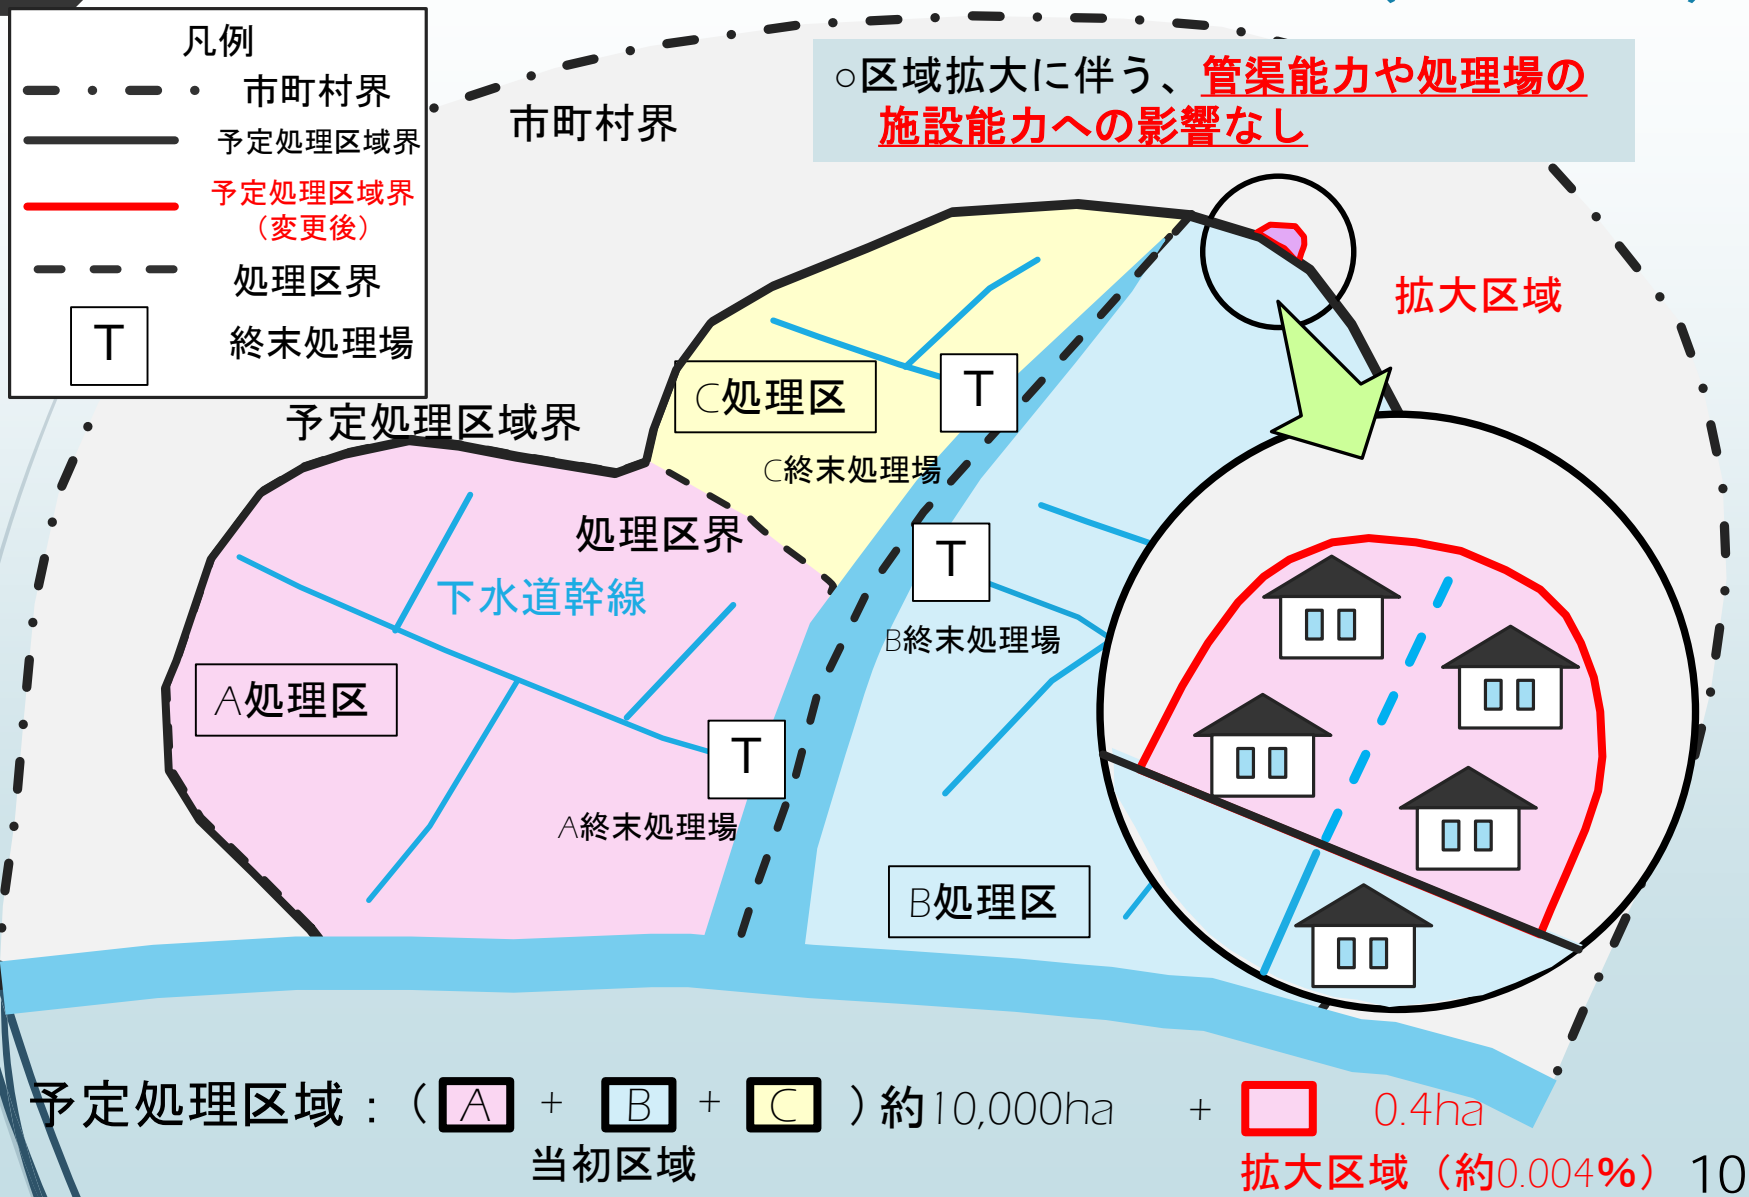 凡例
市町村界
予定処理区域界
予定処理区域界
（変更後）
処理区界
T 終末処理場
市町村界
○区域拡大に伴う、管渠能力や処理場の
施設能力への影響なし
拡大区域
予定処理区域界
C処理区
T
C終末処理場
処理区界
下水道幹線
T
B終末処理場
A処理区
T
A終末処理場
B処理区
予定処理区域：（ A + B + C ）約10,000ha + 0.4ha
当初区域
拡大区域（約0.004%）
10